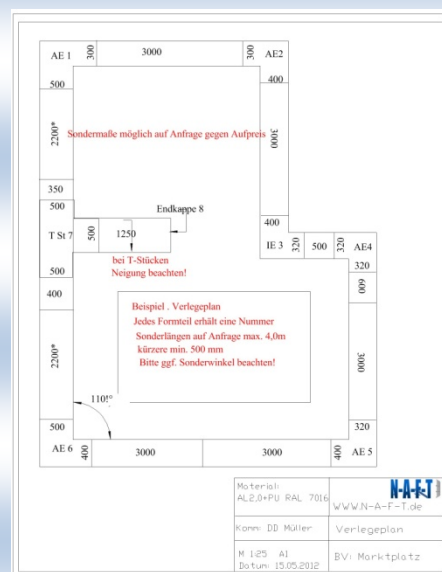 AE 1
300
3000
300
AE2
500
400
2200*
Sondermaße möglich auf Anfrage gegen Aufpreis
3000
350
500
Endkappe 8
T St 7
500
1250
400
IE 3
320
500
320
AE4
bei T-Stücken
Neigung beachten!
500
320
400
600
Beispiel . Verlegeplan
Jedes Formteil erhält eine Nummer
Sonderlängen auf Anfrage max. 4,0m
kürzere min. 500 mm
Bitte ggf. Sonderwinkel beachten!
2200*
3000
110!°
500
320
AE 6
400
3000
3000
400
AE 5
Material:
AL2.0+PU RAL 7016
N-A-F-T
WWW.N-A-F-T.de
Komm: DD Müller
Verlegeplan
M 1:25 A1
Datum: 15.05.2012
BV: Marktplatz